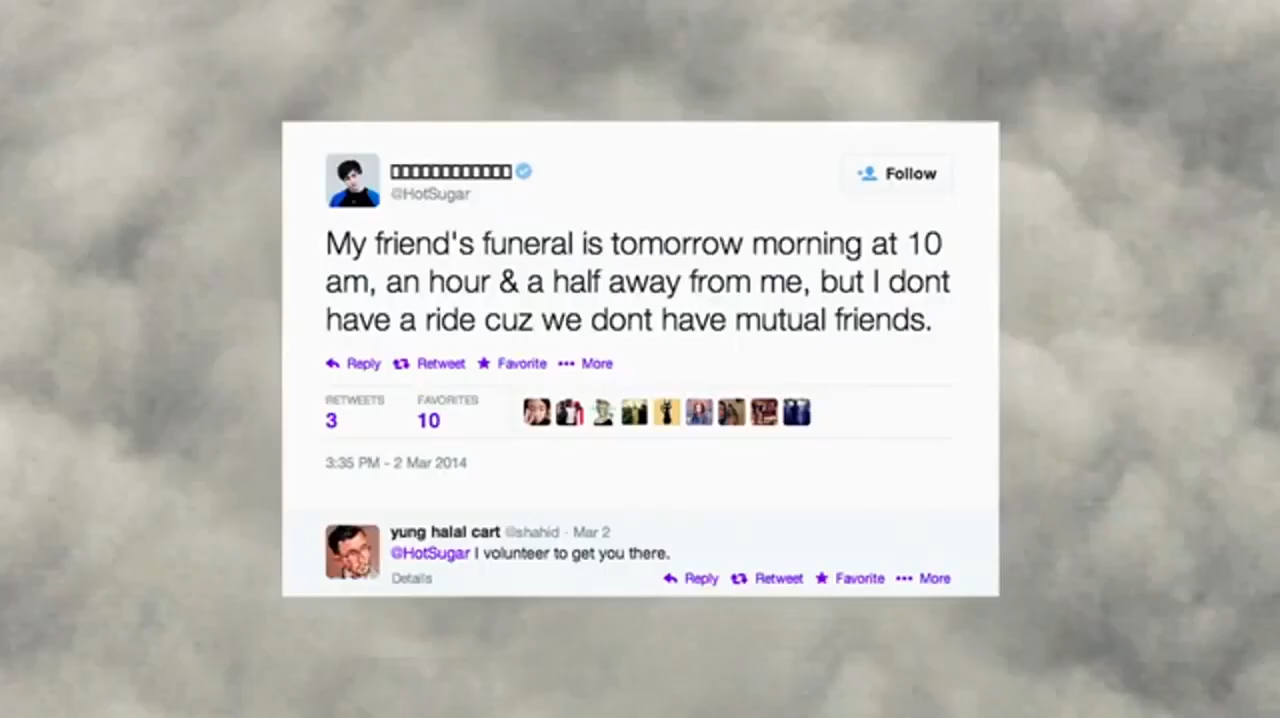 @HotSugar
Follow
My friend's funeral is tomorrow morning at 10
am, an hour & a half away from me, but I dont
have a ride cuz we dont have mutual friends.
Reply Retweet Favorite More
RETWEETS FAVORITES
3 10
3:35 PM - 2 Mar 2014
yung halal cart @shahid · Mar 2
@HotSugar I volunteer to get you there.
Details Reply Retweet Favorite More